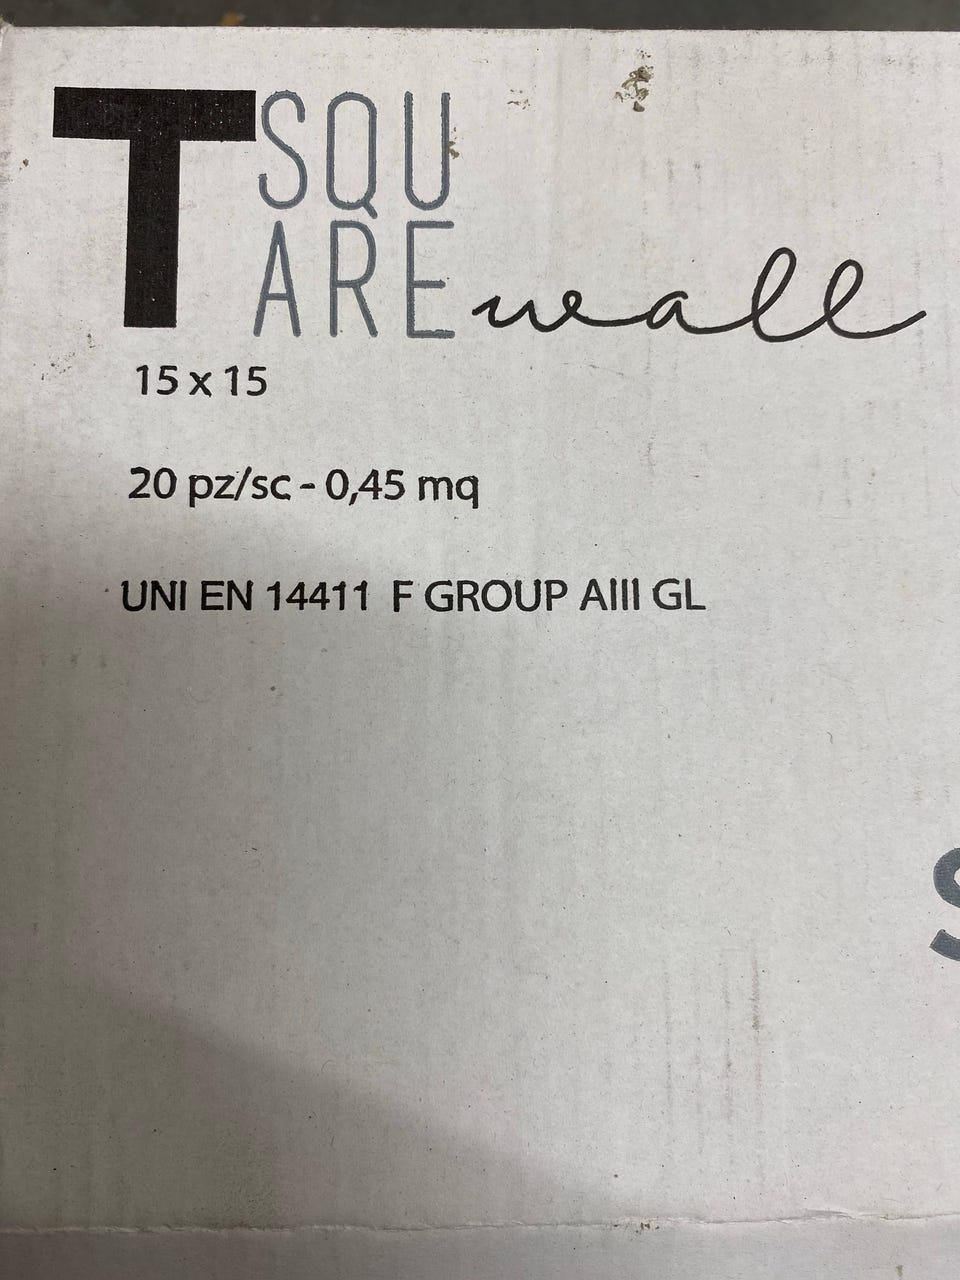 T SQU
ARE wall
15 x 15
20 pz/sc - 0,45 mq
UNI EN 14411 F GROUP AIII GL
S